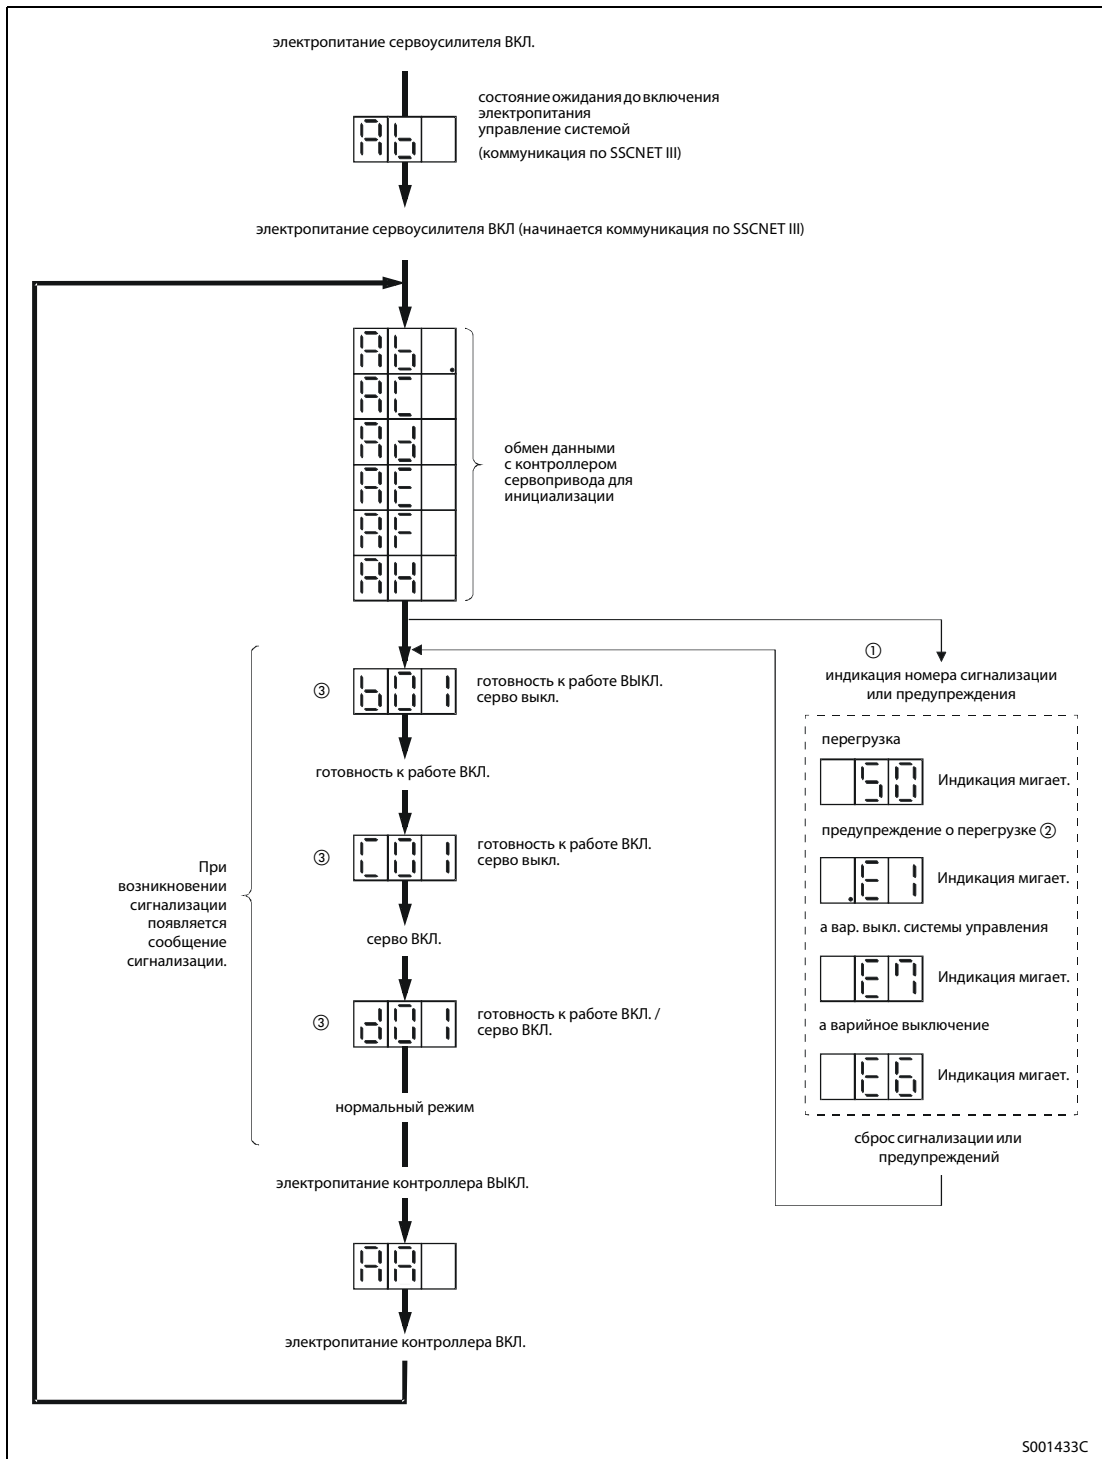 электропитание сервоусилителя ВКЛ.
состояние ожидания до включения
электропитания
управление системой
(коммуникация по SSCNET III)
Ab
электропитание сервоусилителя ВКЛ (начинается коммуникация по SSCNET III)
Ab.
AC
Ad
AE
AF
AH
обмен данными
с контроллером
сервопривода для
инициализации
①
индикация номера сигнализации
или предупреждения
③
b01
готовность к работе ВЫКЛ.
серво выкл.
готовность к работе ВКЛ.
③
C01
готовность к работе ВКЛ.
серво выкл.
серво ВКЛ.
③
d01
готовность к работе ВКЛ. /
серво ВКЛ.
нормальный режим
При
возникновении
сигнализации
появляется
сообщение
сигнализации.
перегрузка
50
Индикация мигает.
предупреждение о перегрузке ②
.E1
Индикация мигает.
а вар. выкл. системы управления
E7
Индикация мигает.
а варийное выключение
E6
Индикация мигает.
сброс сигнализации или
предупреждений
электропитание контроллера ВЫКЛ.
AA
электропитание контроллера ВКЛ.
S001433C